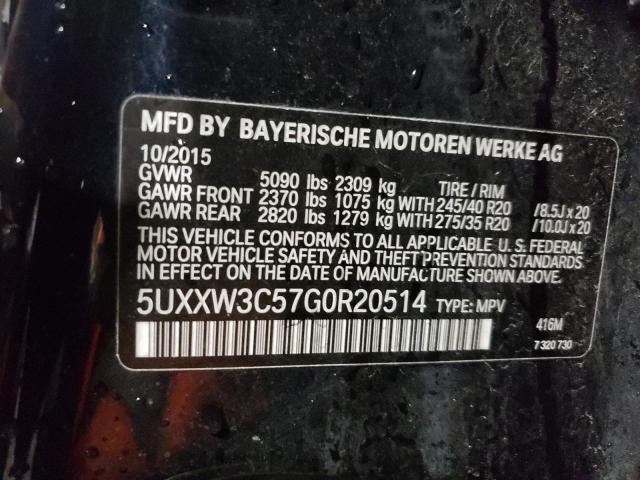 MFD BY BAYERISCHE MOTOREN WERKE AG
10/2015
GVWR 5090 lbs 2309 kg TIRE / RIM
GAWR FRONT 2370 lbs 1075 kg WITH 245/40 R20 /8.5J x 20
GAWR REAR 2820 lbs 1279 kg WITH 275/35 R20 /10.0J x 20
THIS VEHICLE CONFORMS TO ALL APPLICABLE U. S. FEDERAL
MOTOR VEHICLE SAFETY AND THEFT PREVENTION STANDARDS
IN EFFECT ON THE DATE OF MANUFACTURE SHOWN ABOVE.
5UXXW3C57G0R20514 TYPE: MPV
416M
7 320 730